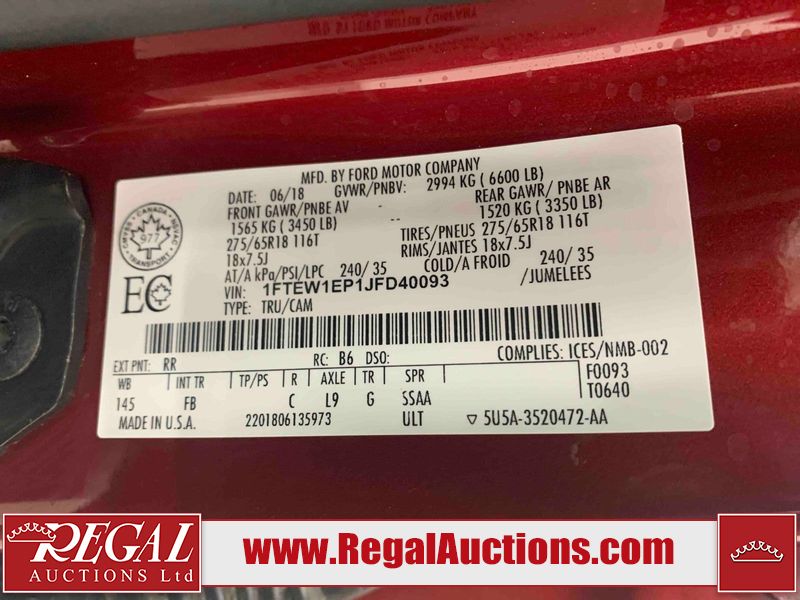 MFD. BY FORD MOTOR COMPANY
DATE: 06/18 GVWR/PNBV: 2994 KG ( 6600 LB)
FRONT GAWR/PNBE AV REAR GAWR/ PNBE AR
1565 KG ( 3450 LB) 1520 KG ( 3350 LB)
275/65R18 116T TIRES/PNEUS 275/65R18 116T
18x7.5J RIMS/JANTES 18x7.5J
AT/A kPa/PSI/LPC 240/ 35 COLD/A FROID 240/ 35
VIN: 1FTEW1EP1JFD40093 /JUMELEES
TYPE: TRU/CAM
CMVSS CANADA NSVAC
977
TRANSPORT
EC
EXT PNT: RR RC: B6 DSO: COMPLIES: ICES/NMB-002
WB INT TR TP/PS R AXLE TR SPR F0093
145 FB C L9 G SSAA T0640
MADE IN U.S.A. 2201806135973 ULT ▽ 5U5A-3520472-AA
REGAL
AUCTIONS Ltd
www.RegalAuctions.com